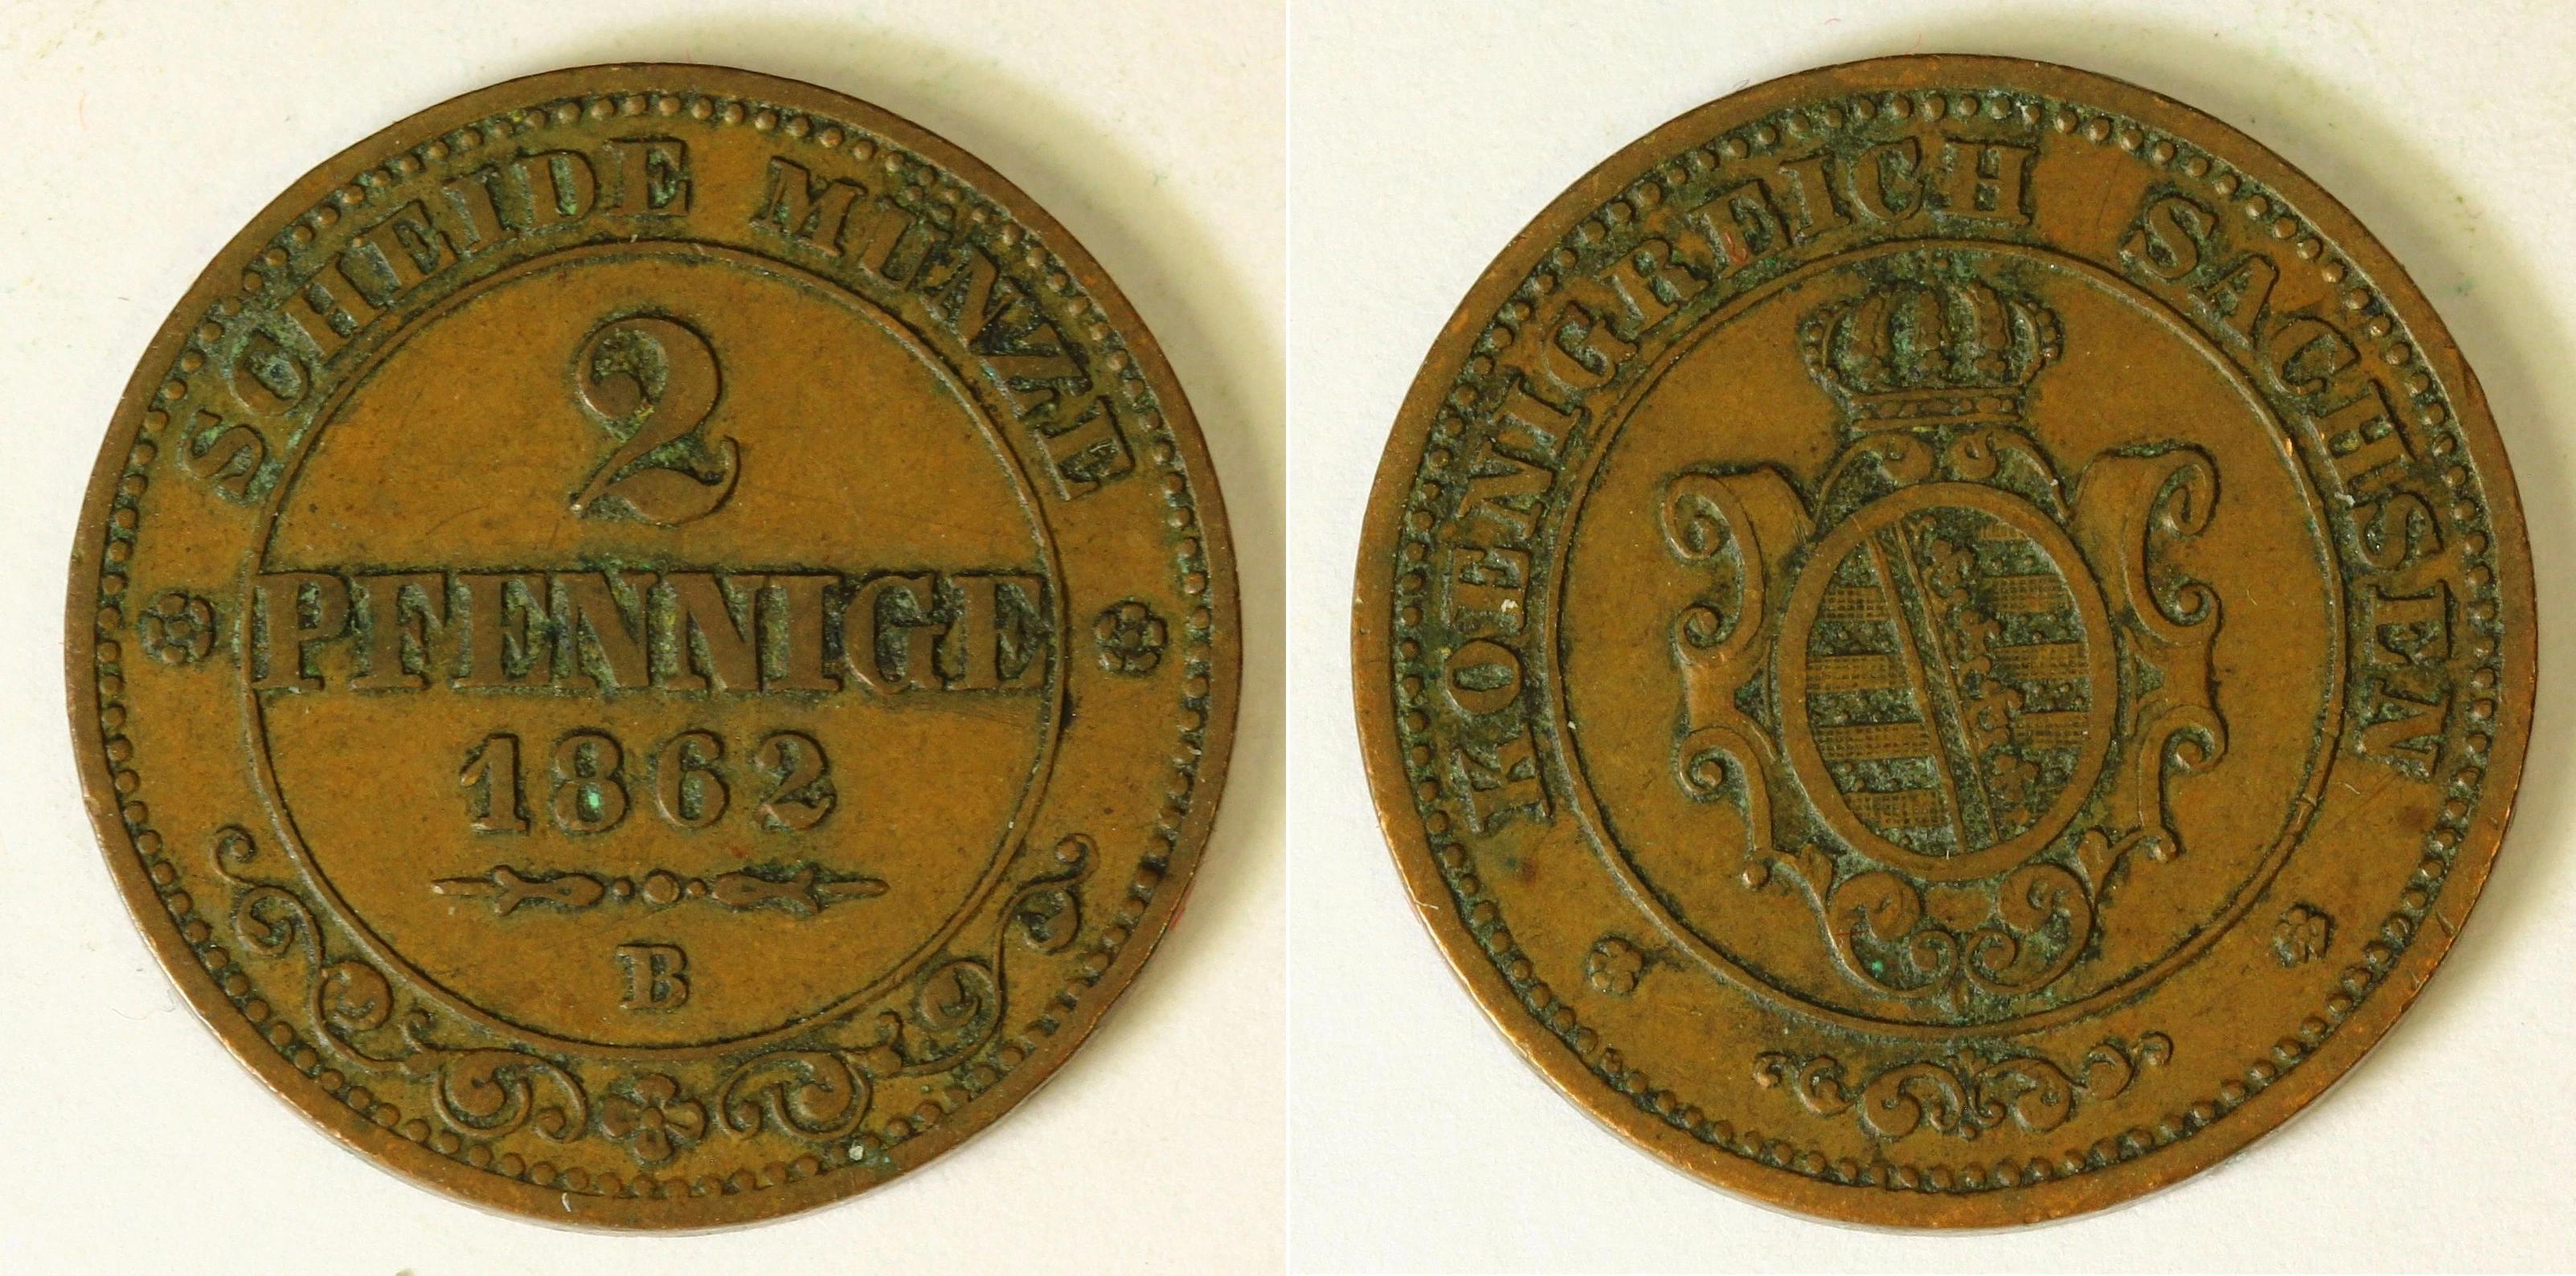 SCHEIDE MÜNZE
2
PFENNIGE
1862
B
KOENIGREICH SACHSEN